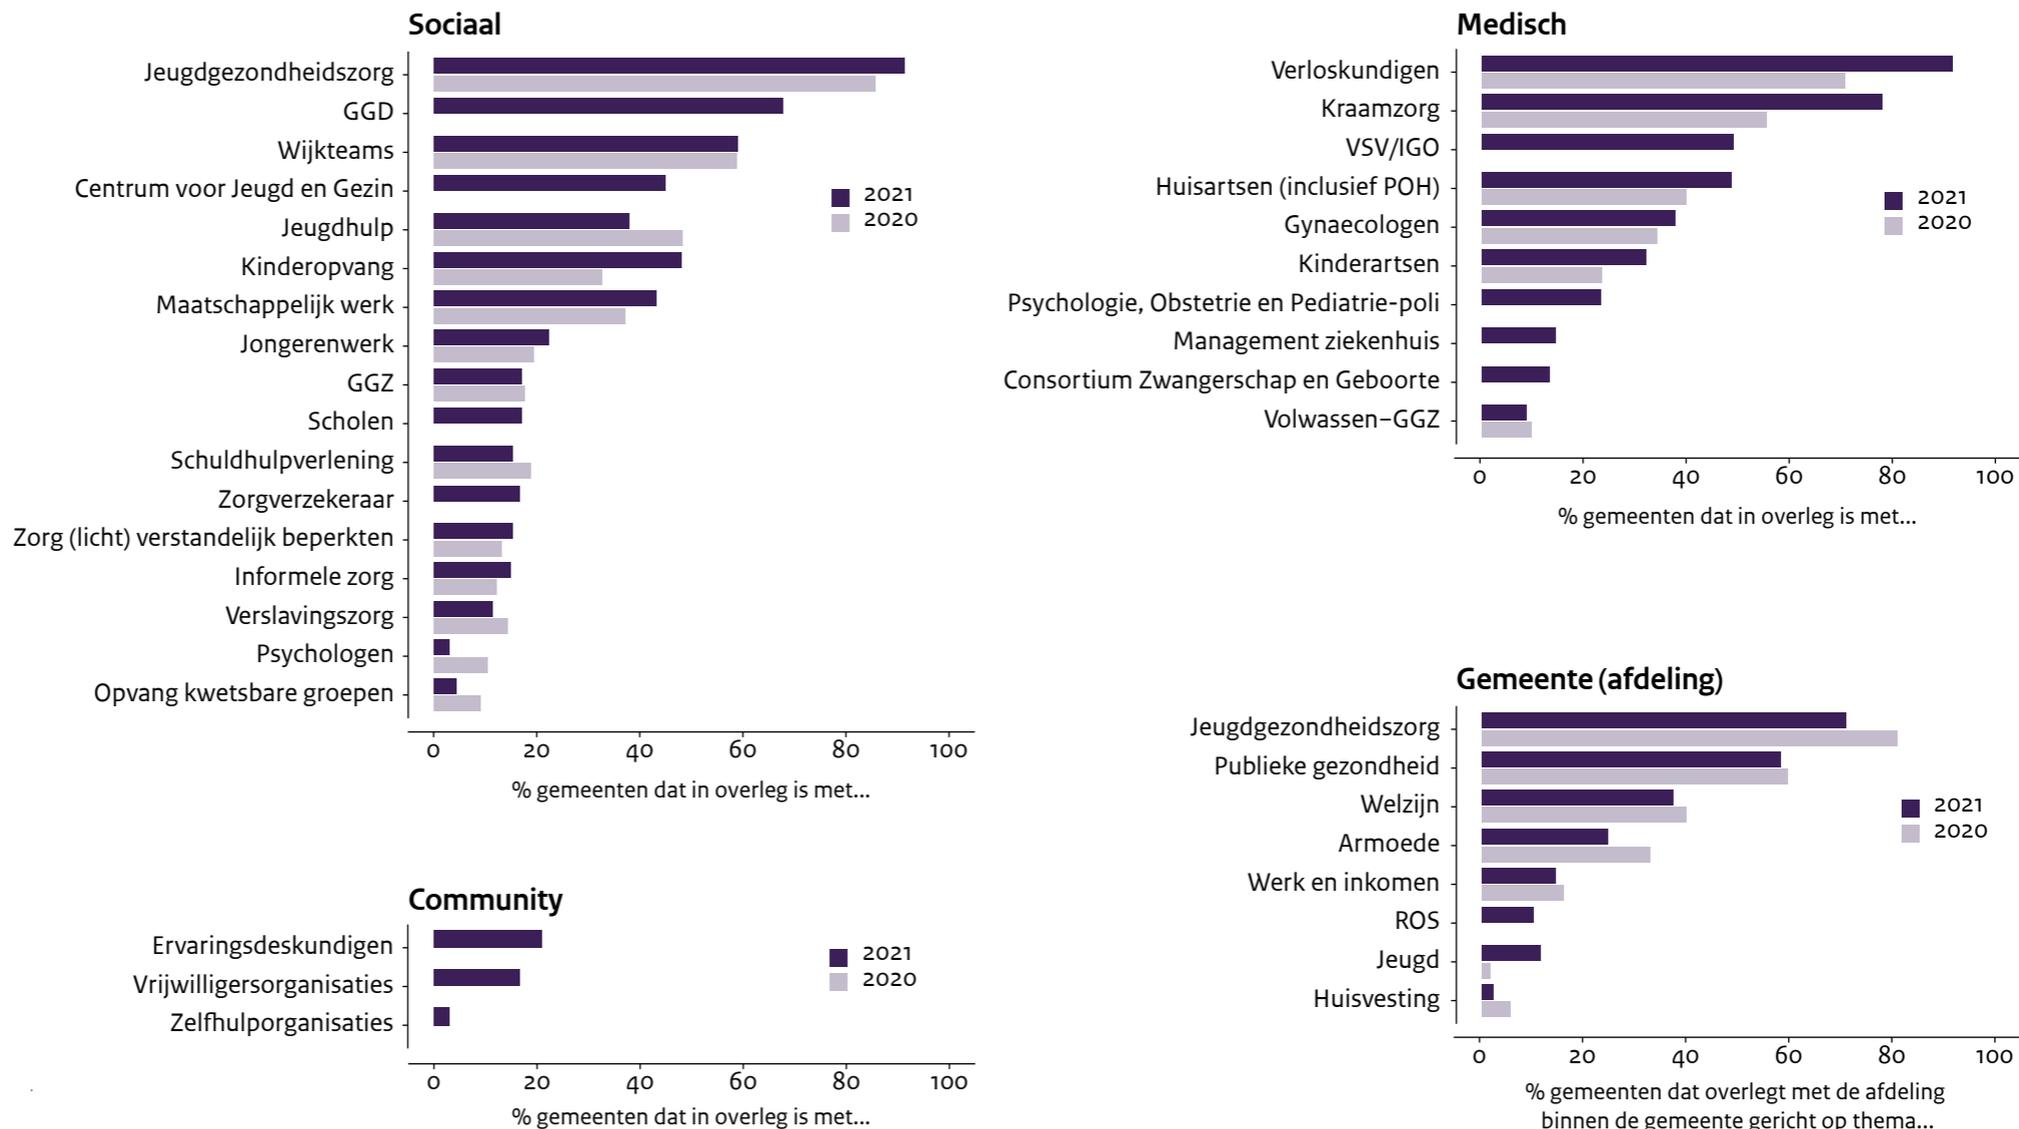 Sociaal
Jeugdgezondheidszorg
GGD
Wijkteams
Centrum voor Jeugd en Gezin
Jeugdhulp
Kinderopvang
Maatschappelijk werk
Jongerenwerk
GGZ
Scholen
Schuldhulpverlening
Zorgverzekeraar
Zorg (licht) verstandelijk beperkten
Informele zorg
Verslavingszorg
Psychologen
Opvang kwetsbare groepen
2021
2020
0 20 40 60 80 100
% gemeenten dat in overleg is met...
Community
Ervaringsdeskundigen
Vrijwilligersorganisaties
Zelfhulporganisaties
2021
2020
0 20 40 60 80 100
% gemeenten dat in overleg is met...
Medisch
Verloskundigen
Kraamzorg
VSV/IGO
Huisartsen (inclusief POH)
Gynaecologen
Kinderartsen
Psychologie, Obstetrie en Pediatrie-poli
Management ziekenhuis
Consortium Zwangerschap en Geboorte
Volwassen–GGZ
2021
2020
0 20 40 60 80 100
% gemeenten dat in overleg is met...
Gemeente (afdeling)
Jeugdgezondheidszorg
Publieke gezondheid
Welzijn
Armoede
Werk en inkomen
ROS
Jeugd
Huisvesting
2021
2020
0 20 40 60 80 100
% gemeenten dat overlegt met de afdeling
binnen de gemeente gericht op thema...